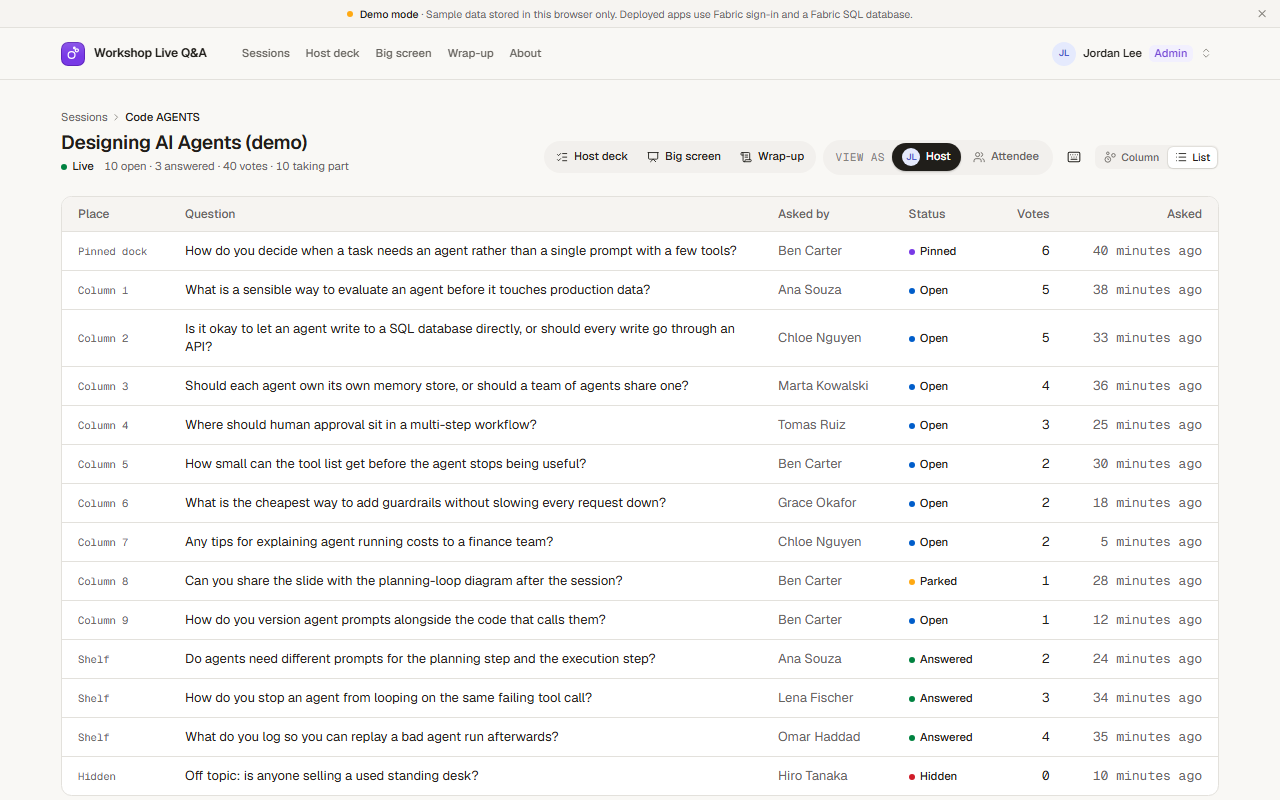 Demo mode · Sample data stored in this browser only. Deployed apps use Fabric sign-in and a Fabric SQL database.
Workshop Live Q&A Sessions Host deck Big screen Wrap-up About JL Jordan Lee Admin
Sessions Code AGENTS
Designing AI Agents (demo)
Live 10 open · 3 answered · 40 votes · 10 taking part
Host deck Big screen Wrap-up VIEW AS JL Host Attendee Column List
Place Question Asked by Status Votes Asked
Pinned dock How do you decide when a task needs an agent rather than a single prompt with a few tools? Ben Carter Pinned 6 40 minutes ago
Column 1 What is a sensible way to evaluate an agent before it touches production data? Ana Souza Open 5 38 minutes ago
Column 2 Is it okay to let an agent write to a SQL database directly, or should every write go through an
API? Chloe Nguyen Open 5 33 minutes ago
Column 3 Should each agent own its own memory store, or should a team of agents share one? Marta Kowalski Open 4 36 minutes ago
Column 4 Where should human approval sit in a multi-step workflow? Tomas Ruiz Open 3 25 minutes ago
Column 5 How small can the tool list get before the agent stops being useful? Ben Carter Open 2 30 minutes ago
Column 6 What is the cheapest way to add guardrails without slowing every request down? Grace Okafor Open 2 18 minutes ago
Column 7 Any tips for explaining agent running costs to a finance team? Chloe Nguyen Open 2 5 minutes ago
Column 8 Can you share the slide with the planning-loop diagram after the session? Ben Carter Parked 1 28 minutes ago
Column 9 How do you version agent prompts alongside the code that calls them? Ben Carter Open 1 12 minutes ago
Shelf Do agents need different prompts for the planning step and the execution step? Ana Souza Answered 2 24 minutes ago
Shelf How do you stop an agent from looping on the same failing tool call? Lena Fischer Answered 3 34 minutes ago
Shelf What do you log so you can replay a bad agent run afterwards? Omar Haddad Answered 4 35 minutes ago
Hidden Off topic: is anyone selling a used standing desk? Hiro Tanaka Hidden 0 10 minutes ago